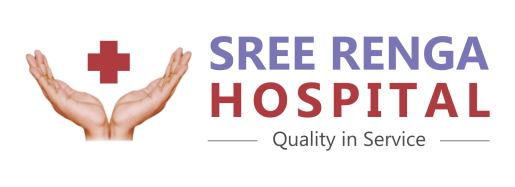 SREE RENGA
HOSPITAL
Quality in Service